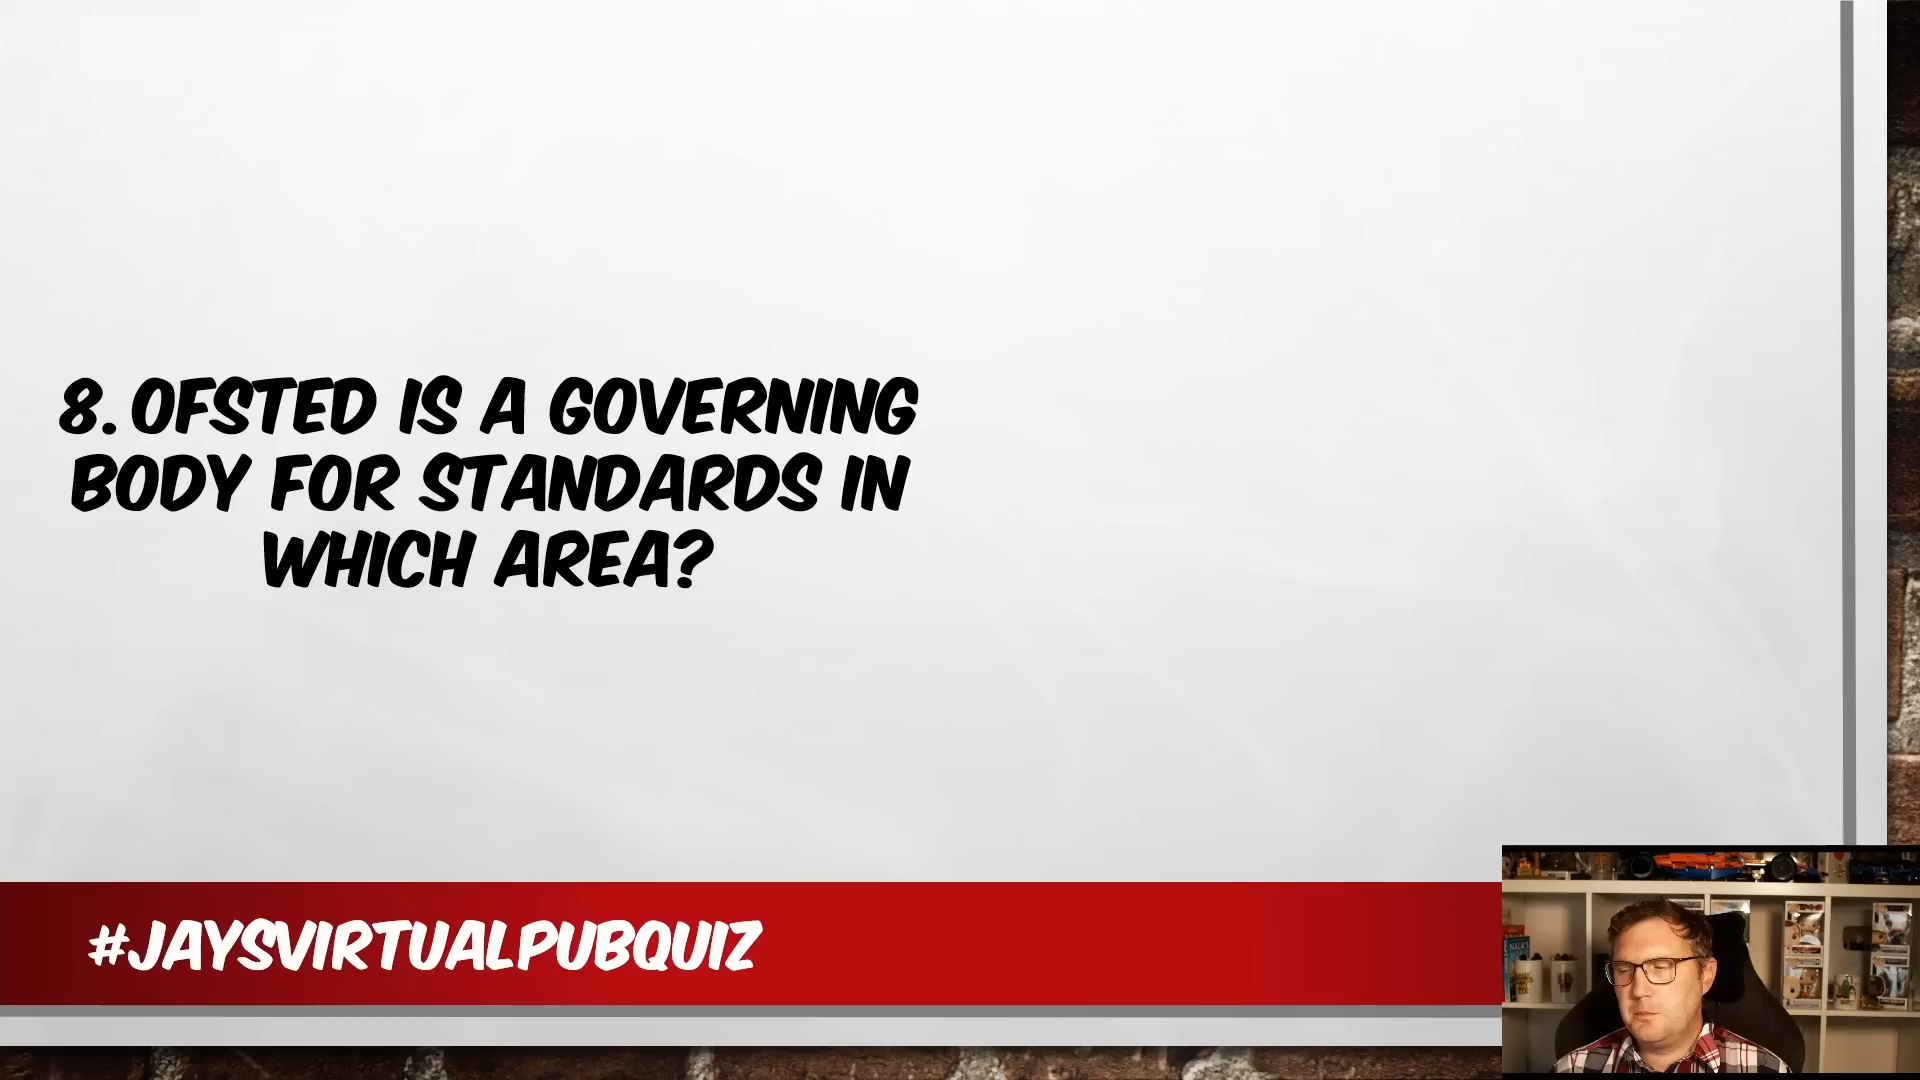 8. OFSTED IS A GOVERNING
BODY FOR STANDARDS IN
WHICH AREA?
#JAYSVIRTUALPUBQUIZ